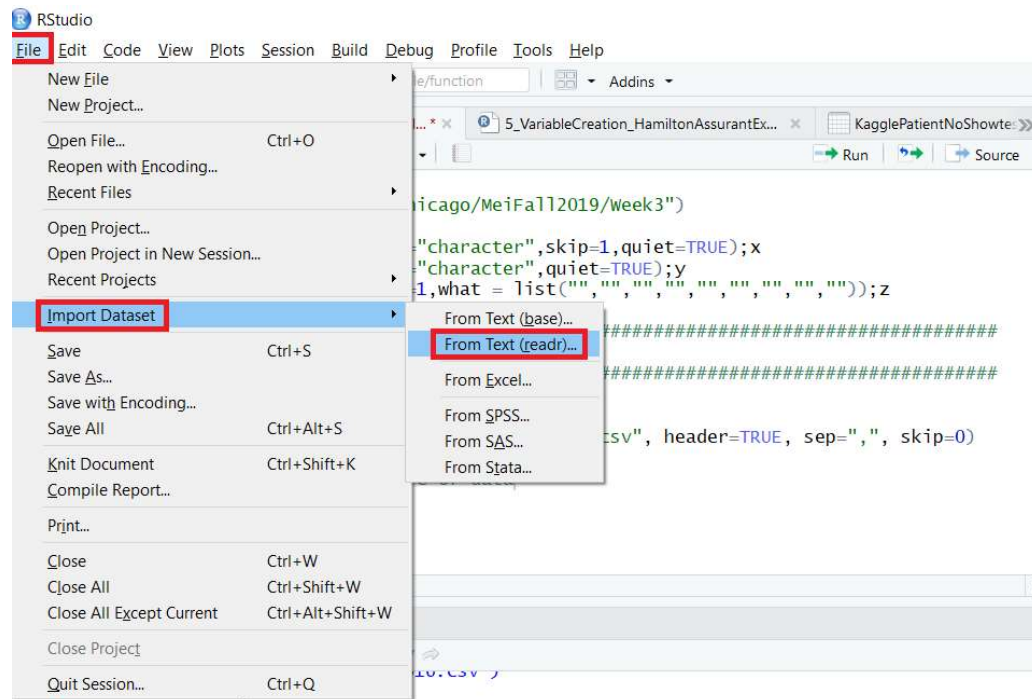 RStudio
File Edit Code View Plots Session Build Debug Profile Tools Help
New File
New Project...
Open File... Ctrl+O
Reopen with Encoding...
Recent Files
Open Project...
Open Project in New Session...
Recent Projects
Import Dataset
Save Ctrl+S
Save As...
Save with Encoding...
Save All Ctrl+Alt+S
Knit Document Ctrl+Shift+K
Compile Report...
Print...
Close Ctrl+W
Close All Ctrl+Shift+W
Close All Except Current Ctrl+Alt+Shift+W
Close Project
Quit Session... Ctrl+Q
From Text (base)...
From Text (readr)...
From Excel...
From SPSS...
From SAS...
From Stata...
e/function Addins
l...* 5_VariableCreation_HamiltonAssurantEx... KagglePatientNoShowte
Run Source
icago/MeiFall2019/Week3")
="character",skip=1,quiet=TRUE);x
="character",quiet=TRUE);y
=1,what = list("","","","","","","","",""));z
#####################################
#####################################
csv", header=TRUE, sep=",", skip=0)